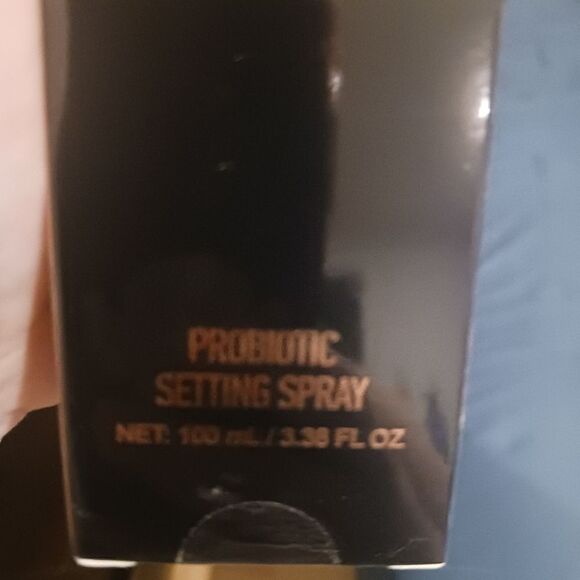 PROBIOTIC
SETTING SPRAY
NET: 100 mL / 3.38 FL OZ